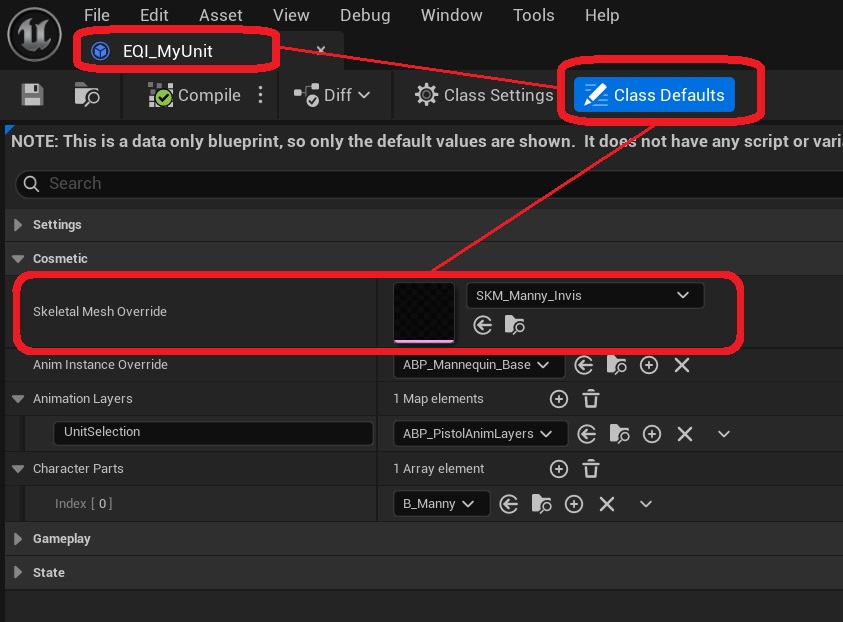 File Edit Asset View Debug Window Tools Help
EQI_MyUnit
Compile Diff Class Settings Class Defaults
NOTE: This is a data only blueprint, so only the default values are shown. It does not have any script or vari
Search
Settings
Cosmetic
Skeletal Mesh Override SKM_Manny_Invis
Anim Instance Override ABP_Mannequin_Base
Animation Layers 1 Map elements
UnitSelection ABP_PistolAnimLayers
Character Parts 1 Array element
Index [ 0 ] B_Manny
Gameplay
State